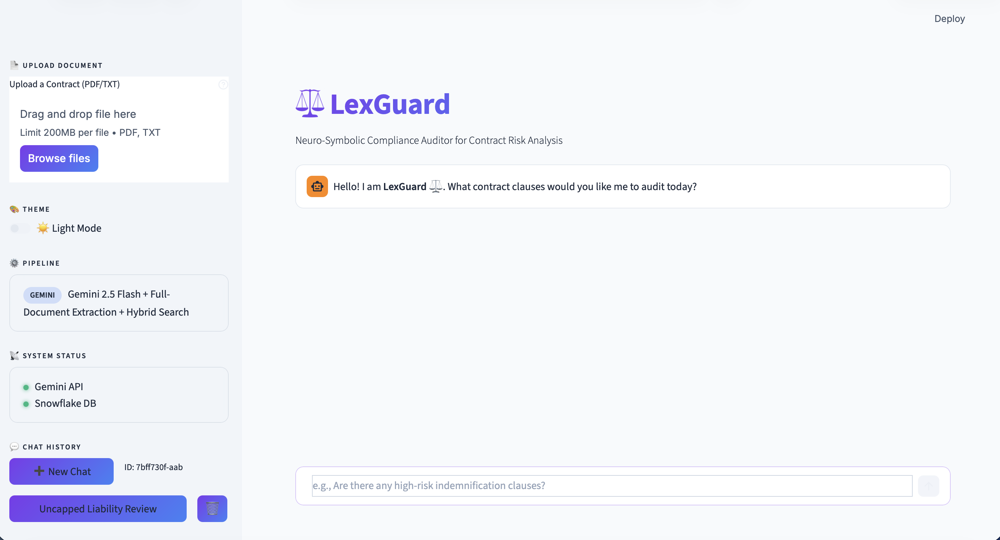 Deploy
UPLOAD DOCUMENT
Upload a Contract (PDF/TXT)
Drag and drop file here
Limit 200MB per file • PDF, TXT
Browse files
THEME
Light Mode
PIPELINE
GEMINI Gemini 2.5 Flash + Full-
Document Extraction + Hybrid Search
SYSTEM STATUS
Gemini API
Snowflake DB
CHAT HISTORY
New Chat
ID: 7bff730f-aab
Uncapped Liability Review
LexGuard
Neuro-Symbolic Compliance Auditor for Contract Risk Analysis
Hello! I am LexGuard ⚖️. What contract clauses would you like me to audit today?
e.g., Are there any high-risk indemnification clauses?